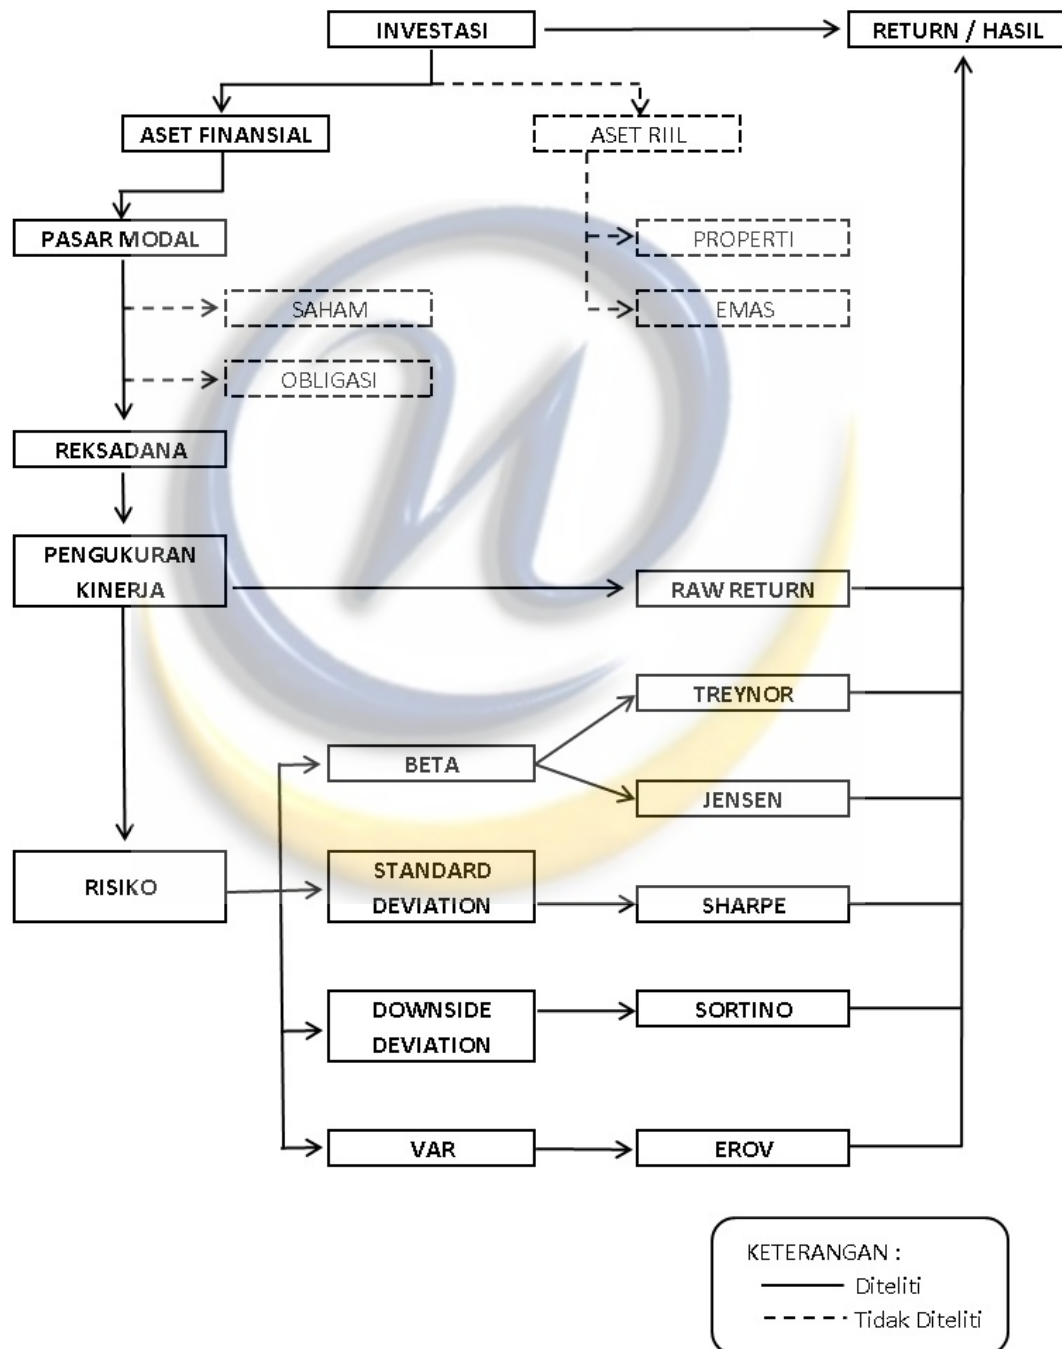 INVESTASI
RETURN / HASIL
ASET FINANSIAL
ASET RIIL
PASAR MODAL
PROPERTI
SAHAM
EMAS
OBLIGASI
REKSADANA
PENGUKURAN
KINERJA
RAW RETURN
TREYNOR
BETA
JENSEN
RISIKO
STANDARD
DEVIATION
SHARPE
DOWNSIDE
DEVIATION
SORTINO
VAR
EROV
KETERANGAN :
Diteliti
Tidak Diteliti